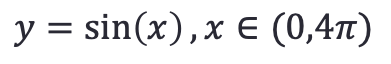 y = sin(x) , x ∈ (0,4π)